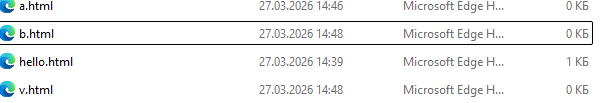 a.html 27.03.2026 14:46 Microsoft Edge H... 0 КБ
b.html 27.03.2026 14:48 Microsoft Edge H... 0 КБ
hello.html 27.03.2026 14:39 Microsoft Edge H... 1 КБ
v.html 27.03.2026 14:48 Microsoft Edge H... 0 КБ